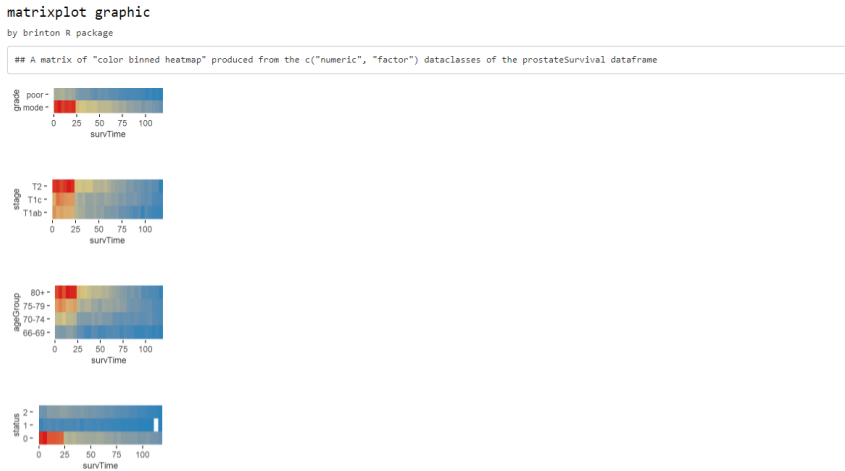 matrixplot graphic
by brinton R package
## A matrix of "color binned heatmap" produced from the c("numeric", "factor") dataclasses of the prostateSurvival dataframe
grade
poor
mode
0 25 50 75 100
survTime
stage
T2
T1c
T1ab
0 25 50 75 100
survTime
ageGroup
80+
75-79
70-74
66-69
0 25 50 75 100
survTime
status
2
1
0
0 25 50 75 100
survTime